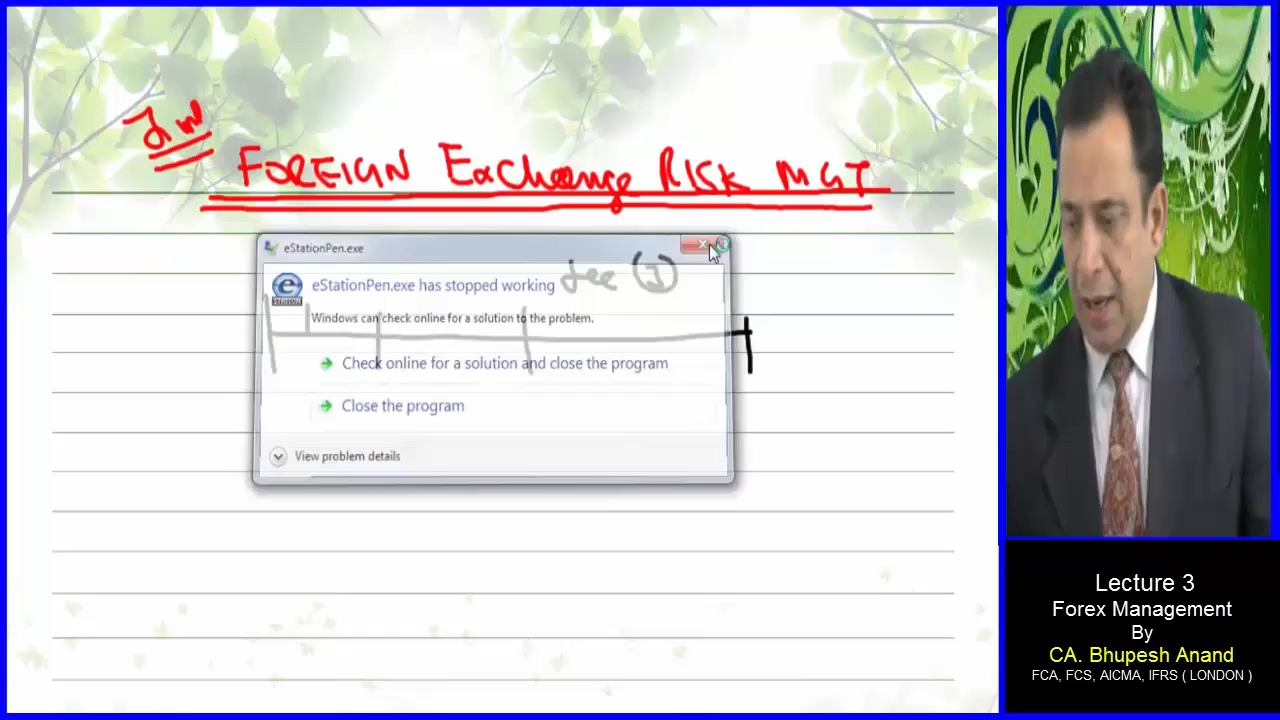 FOREIGN Exchange RISK MGT
eStationPen.exe
eStationPen.exe has stopped working
Windows can check online for a solution to the problem.
Check online for a solution and close the program
Close the program
View problem details
e
STATION
Lecture 3
Forex Management
By
CA. Bhupesh Anand
FCA, FCS, AICMA, IFRS ( LONDON )